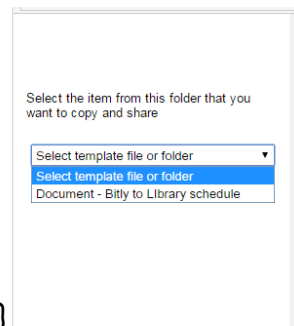 Select the item from this folder that you
want to copy and share
Select template file or folder
Select template file or folder
Document - Bitly to LIbrary schedule